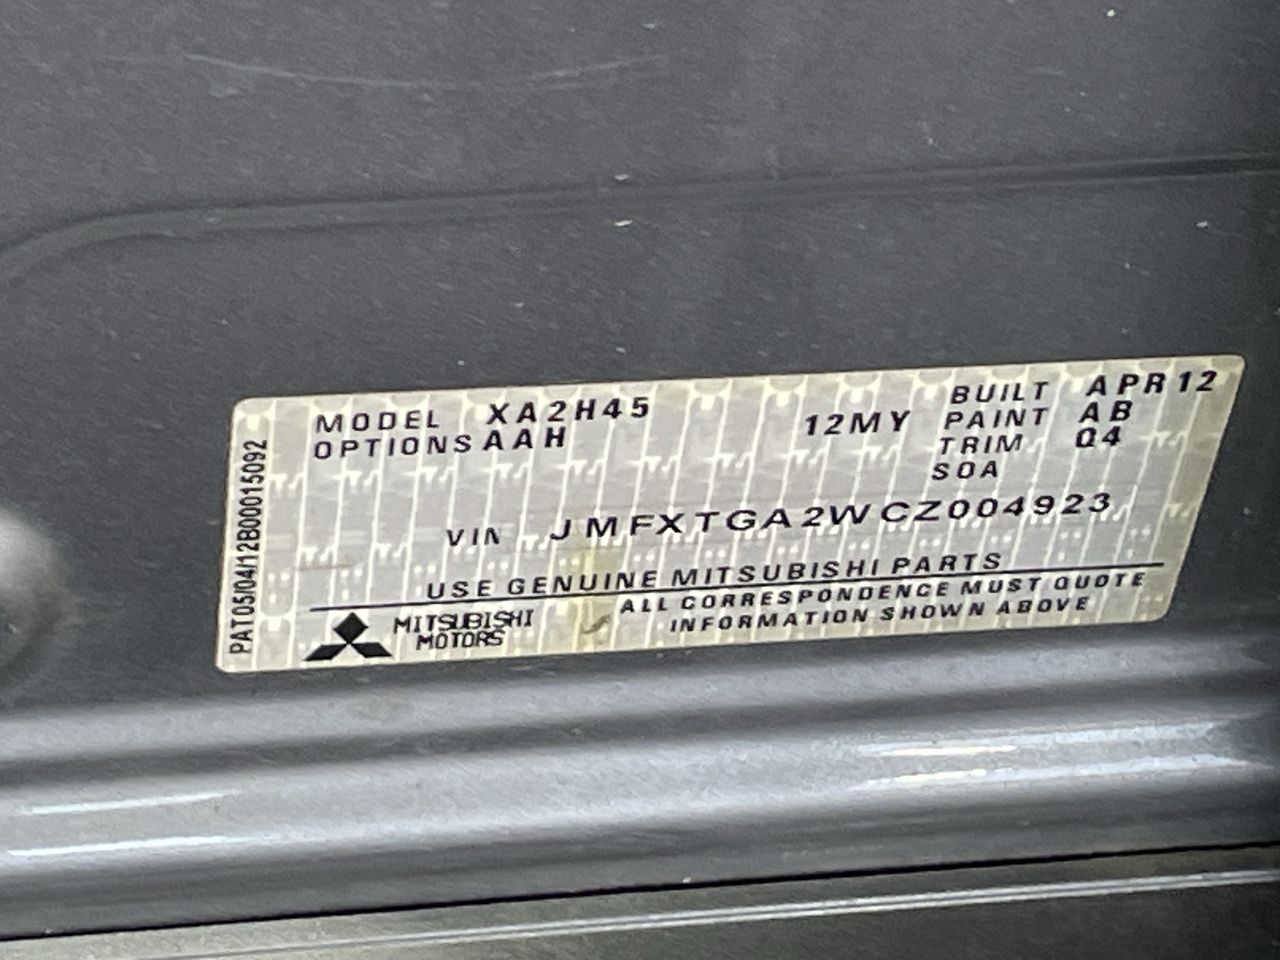 MODEL XA2H45 12MY BUILT APR12
OPTIONS AAH PAINT AB
TRIM Q4
SOA
VIN JMFXTGA2WCZ004923
USE GENUINE MITSUBISHI PARTS
MITSUBISHI MOTORS
ALL CORRESPONDENCE MUST QUOTE
INFORMATION SHOWN ABOVE
PAT05/04/12B00015092